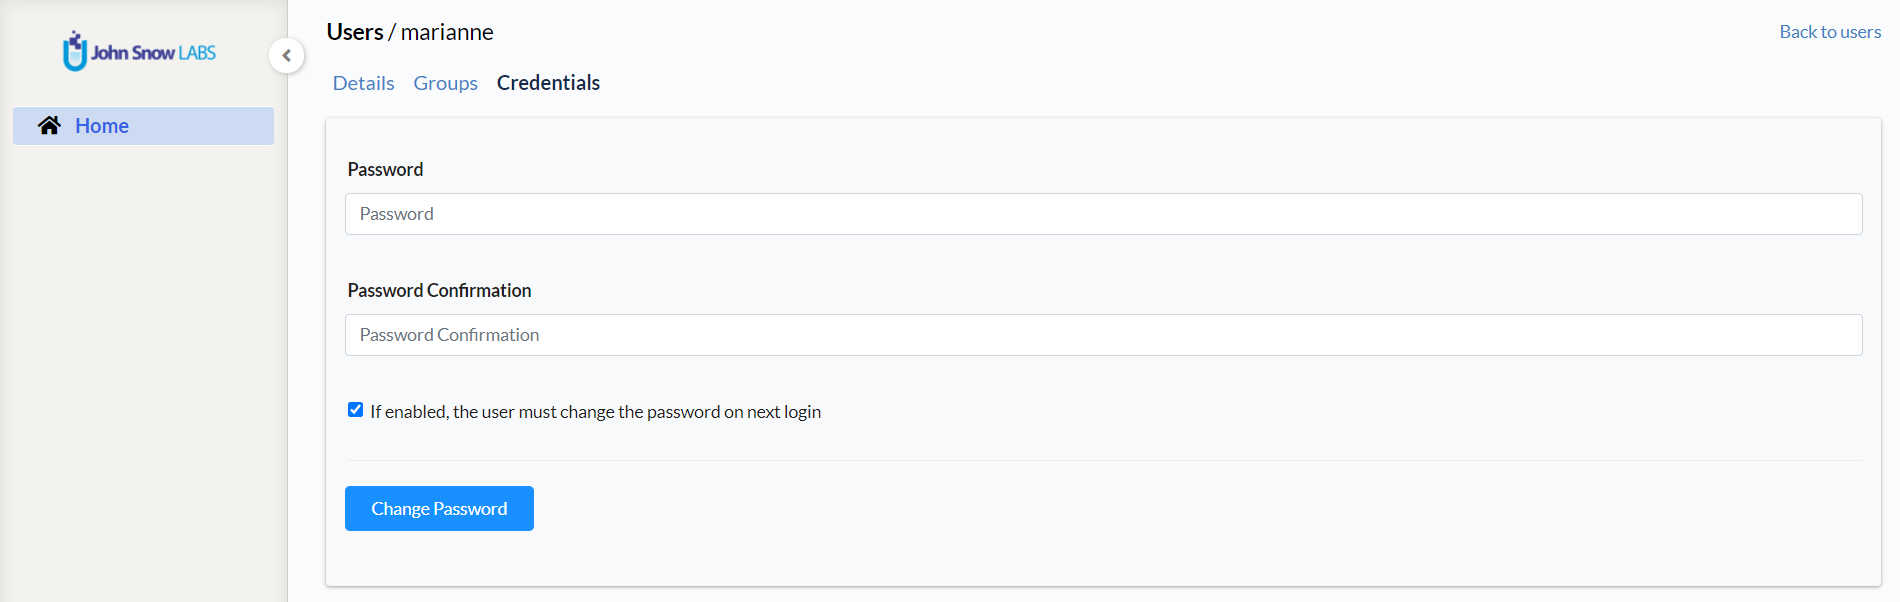 John Snow LABS
Home
Users / marianne
Back to users
Details Groups Credentials
Password
Password
Password Confirmation
Password Confirmation
If enabled, the user must change the password on next login
Change Password